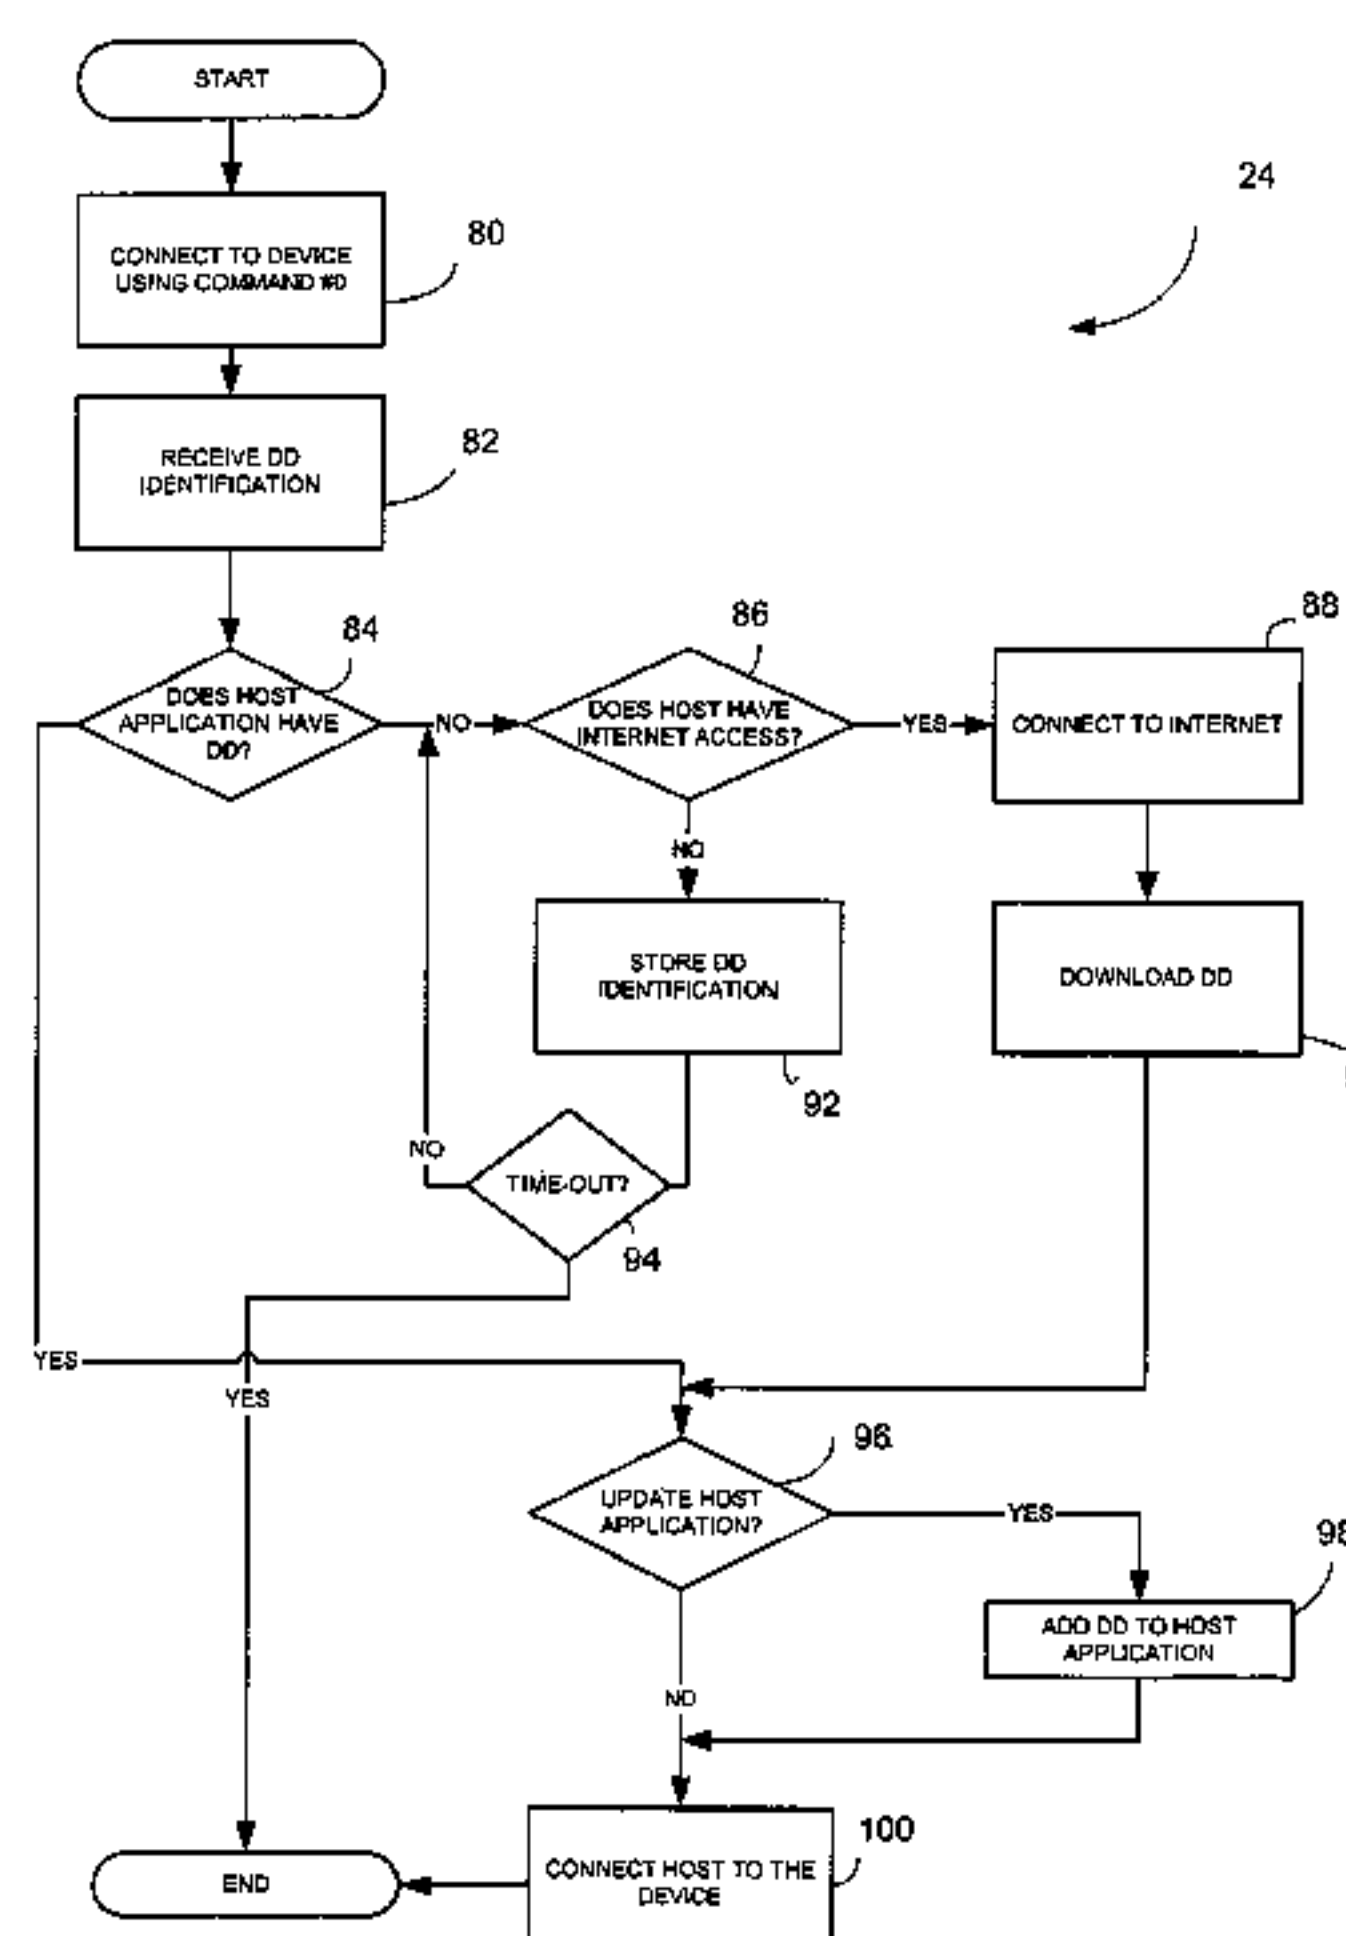 START
24
80
CONNECT TO DEVICE
USING COMMAND #0
82
RECEIVE DD
IDENTIFICATION
84
DOES HOST
APPLICATION HAVE
DD?
NO
86
DOES HOST HAVE
INTERNET ACCESS?
YES
88
CONNECT TO INTERNET
NO
STORE DD
IDENTIFICATION
92
DOWNLOAD DD
NO
TIME-OUT?
94
YES
YES
96
UPDATE HOST
APPLICATION?
YES
98
ADD DD TO HOST
APPLICATION
NO
100
CONNECT HOST TO THE
DEVICE
END